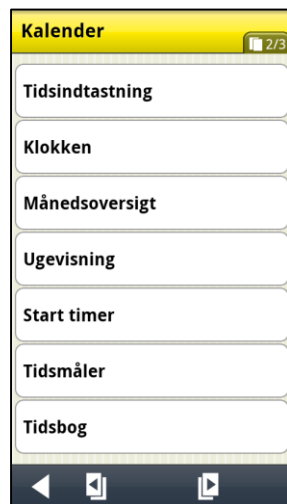 Kalender
2/3
Tidsindtastning
Klokken
Månedsoversigt
Ugevisning
Start timer
Tidsmåler
Tidsbog